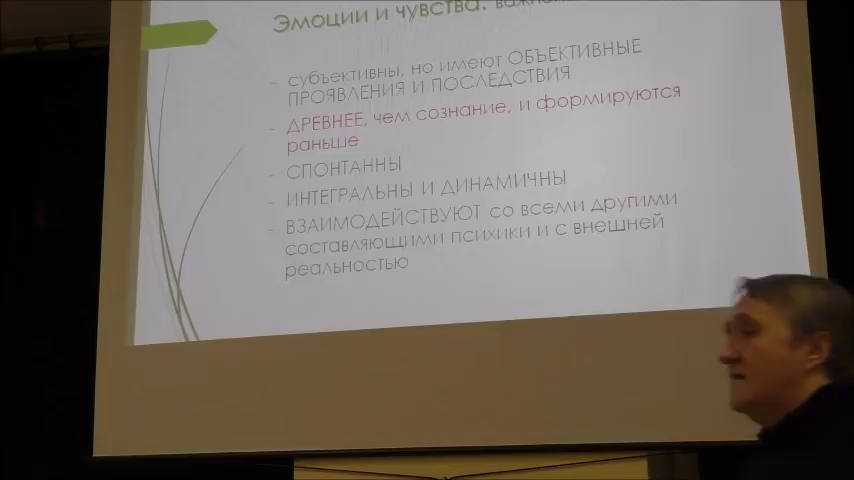 Эмоции и чувства:
- субъективны, но имеют ОБЪЕКТИВНЫЕ
ПРОЯВЛЕНИЯ И ПОСЛЕДСТВИЯ
- ДРЕВНЕЕ, чем сознание, и формируются
раньше
- СПОНТАННЫ
- ИНТЕГРАЛЬНЫ И ДИНАМИЧНЫ
- ВЗАИМОДЕЙСТВУЮТ со всеми другими
составляющими психики и с внешней
реальностью